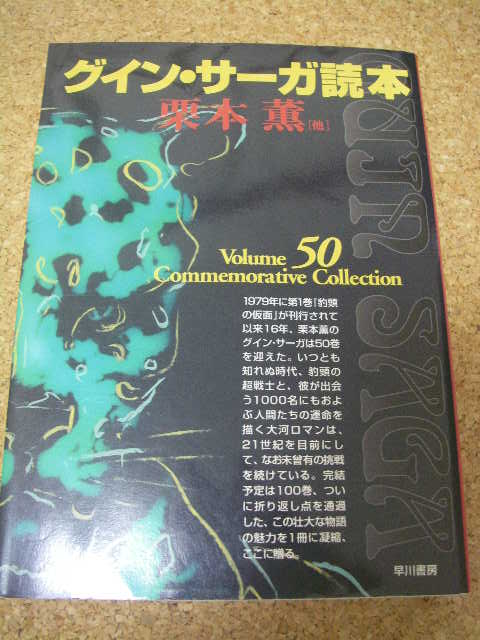 グイン・サーガ読本
栗本 薫[他]
GUIN SAGA
Volume 50
Commemorative Collection
1979年に第1巻「豹頭
の仮面」が刊行されて
以来16年、栗本薫の
グイン・サーガは50巻
を迎えた。いつとも
知れぬ時代、豹頭の
超戦士と、彼が出会
う1000名にもおよ
ぶ人間たちの運命を
描く大河ロマンは、
21世紀を目前にし
て、なお未曾有の挑戦
を続けている。完結
予定は100巻、つい
に折り返し点を通過
した、この壮大な物語
の魅力を1冊に凝縮、
ここに贈る。
早川書房